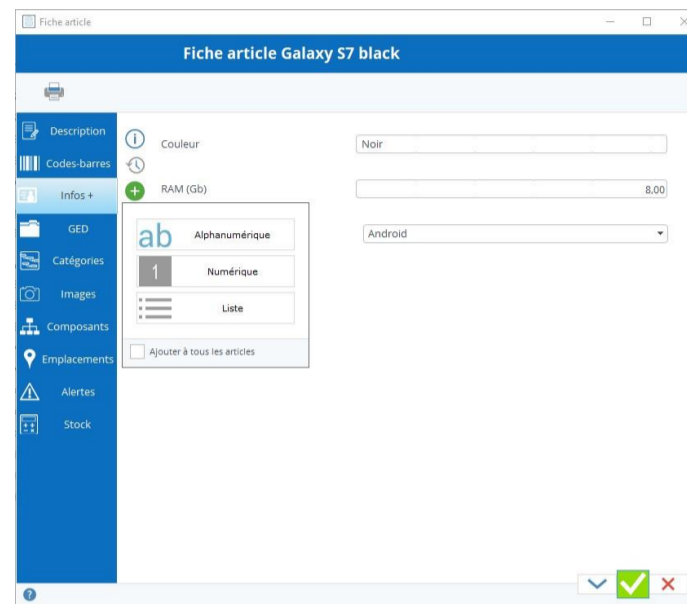 Fiche article
Fiche article Galaxy S7 black
Description
Codes-barres
Infos +
GED
Catégories
Images
Composants
Emplacements
Alertes
Stock
Couleur
Noir
RAM (Gb)
8,00
Android
ab Alphanumérique
1 Numérique
Liste
Ajouter à tous les articles